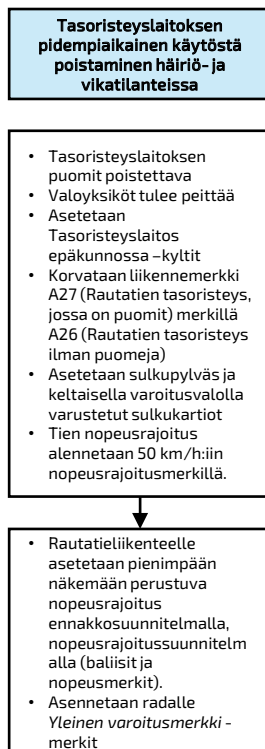 Tasoristeyslaitoksen
pidempiaikainen käytöstä
poistaminen häiriö- ja
vikatilanteissa
• Tasoristeyslaitoksen
puomit poistettava
• Valoyksiköt tulee peittää
• Asetetaan
Tasoristeyslaitos
epäkunnossa –kyltit
• Korvataan liikennemerkki
A27 (Rautatien tasoristeys,
jossa on puomit) merkillä
A26 (Rautatien tasoristeys
ilman puomeja)
• Asetetaan sulkupylväs ja
keltaisella varoitusvalolla
varustetut sulkukartiot
• Tien nopeusrajoitus
alennetaan 50 km/h:iin
nopeusrajoitusmerkillä.
• Rautatieliikenteelle
asetetaan pienimpään
näkemään perustuva
nopeusrajoitus
ennakkosuunnitelmalla,
nopeusrajoitussuunnitelm
alla (baliisit ja
nopeusmerkit).
• Asennetaan radalle
Yleinen varoitusmerkki -
merkit